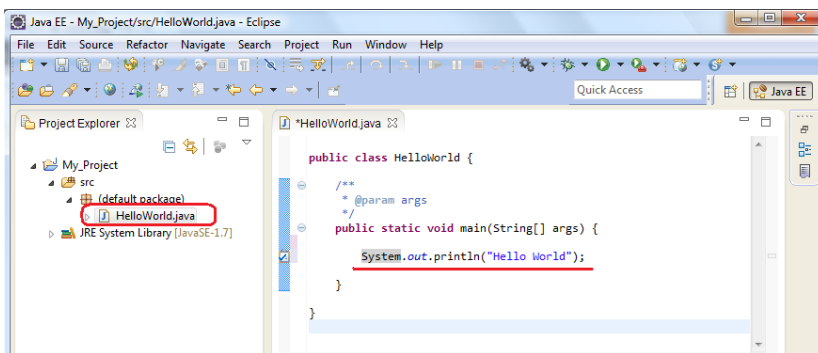 Java EE - My_Project/src/HelloWorld.java - Eclipse
File Edit Source Refactor Navigate Search Project Run Window Help
Quick Access
Java EE
Project Explorer
My_Project
src
(default package)
HelloWorld.java
JRE System Library [JavaSE-1.7]
*HelloWorld.java
public class HelloWorld {
/**
* @param args
*/
public static void main(String[] args) {
System.out.println("Hello World");
}
}